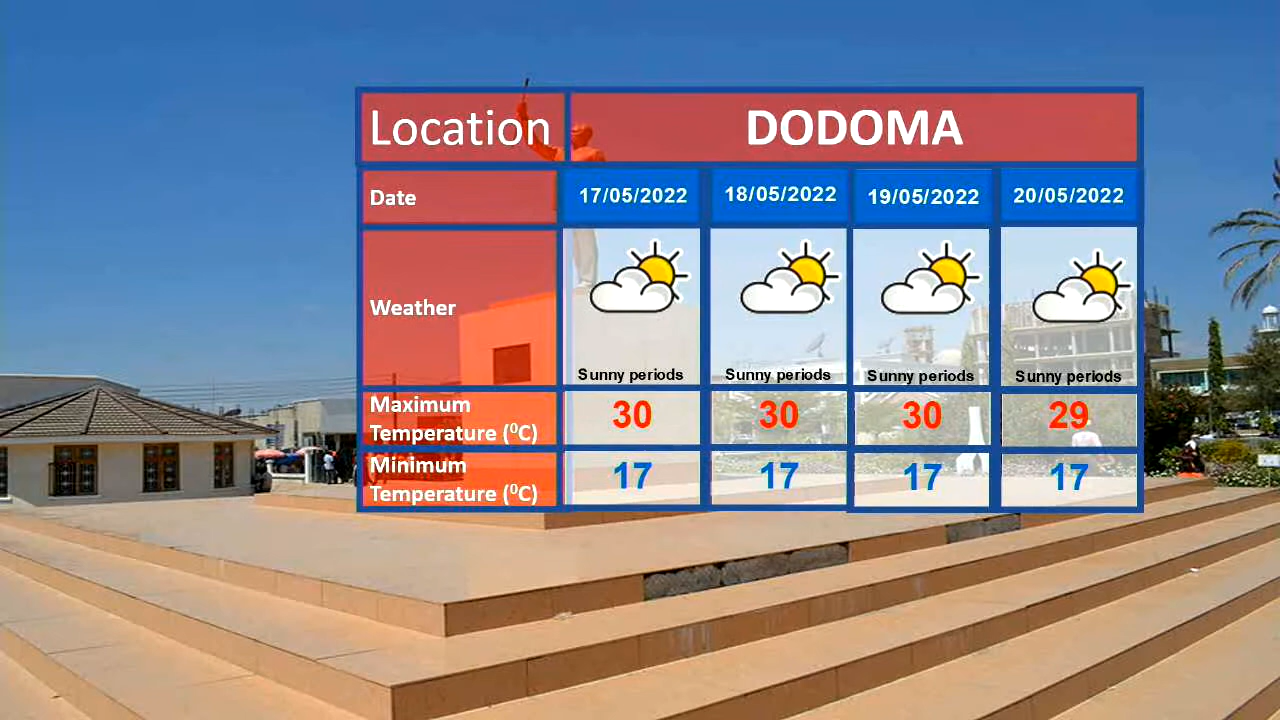 Location DODOMA
Date 17/05/2022 18/05/2022 19/05/2022 20/05/2022
Weather
Sunny periods Sunny periods Sunny periods Sunny periods
Maximum
Temperature (⁰C) 30 30 30 29
Minimum
Temperature (⁰C) 17 17 17 17